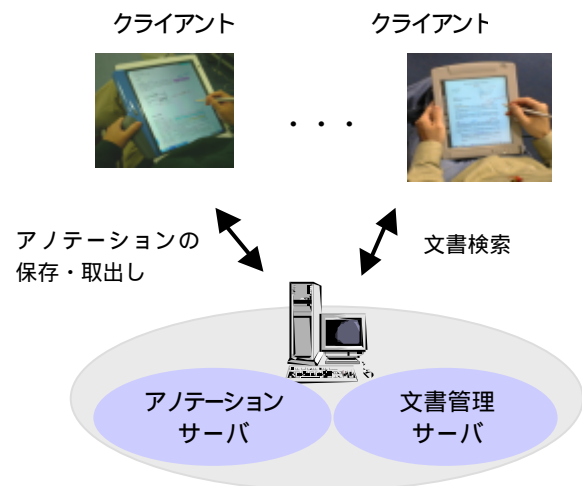 クライアント
クライアント
・・・
アノテーションの
保存・取出し
文書検索
アノテーション
サーバ
文書管理
サーバ